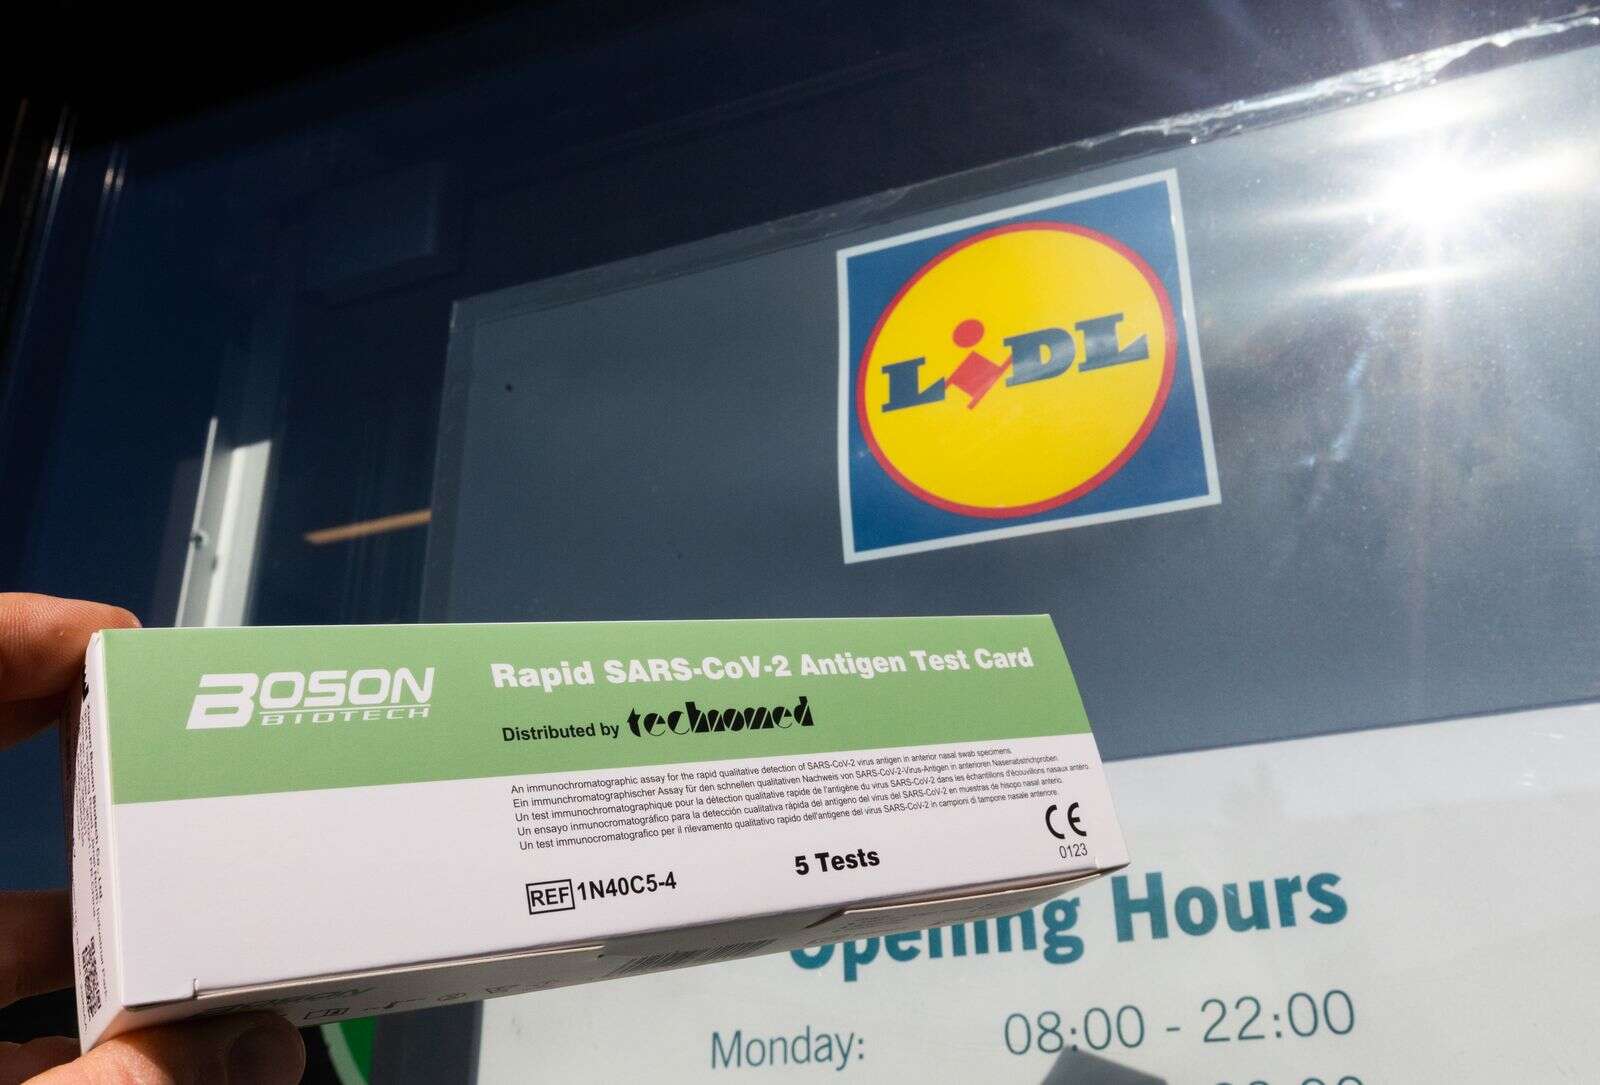 LiDL
BOSON
BIOTECH
Rapid SARS-CoV-2 Antigen Test Card
Distributed by technomed
An immunochromatographic assay for the rapid qualitative detection of SARS-CoV-2 virus antigen in anterior nasal swab specimens.
Ein immunchromatographischer Assay für den schnellen qualitativen Nachweis von SARS-CoV-2-Virus-Antigen in anterioren Nasenabstrichproben.
Un test immunochromatographique pour la détection qualitative rapide de l'antigène du virus SARS-CoV-2 dans les échantillons d'écouvillons nasaux antéro.
Un ensayo inmunocromatográfico para la detección cualitativa rápida del antígeno del virus del SARS-CoV-2 en muestras de hisopo nasal anterio.
Un test immunocromatografico per il rilevamento qualitativo rapido dell'antigene del virus SARS-CoV-2 in campioni di tampone nasale anteriore.
5 Tests
CE
0123
REF 1N40C5-4
Opening Hours
Monday: 08:00 - 22:00